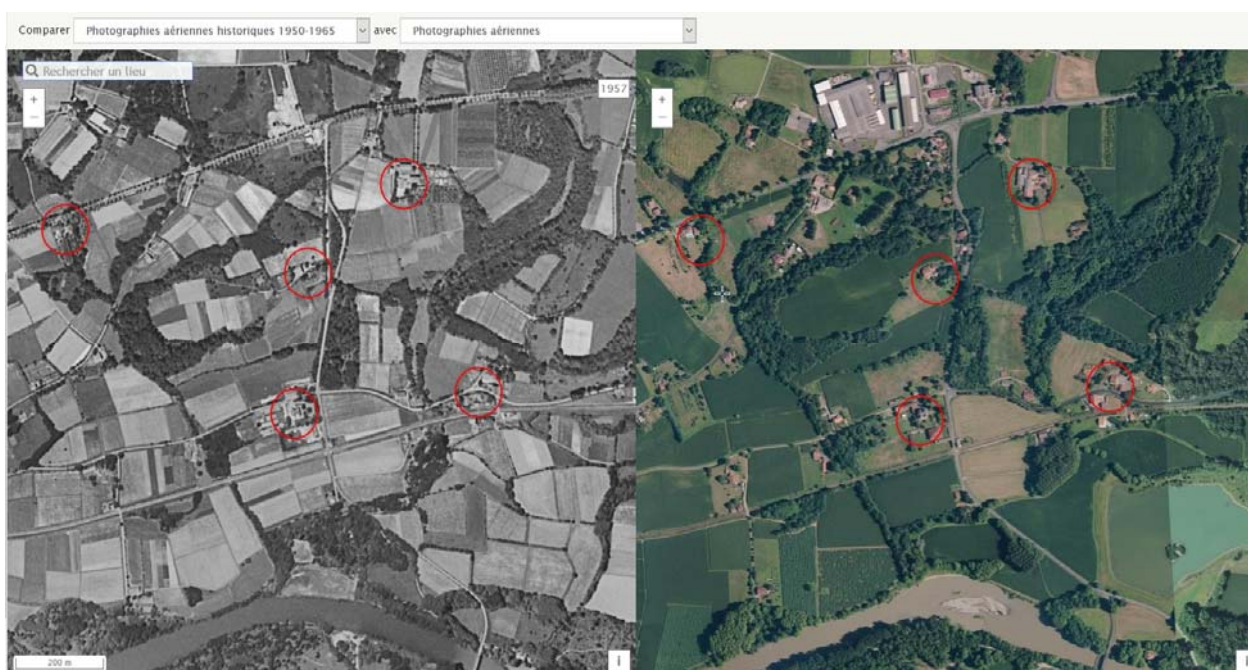 Comparer Photographies aériennes historiques 1950-1965 avec Photographies aériennes
Rechercher un lieu
1957
+ +
– –
200 m
i i